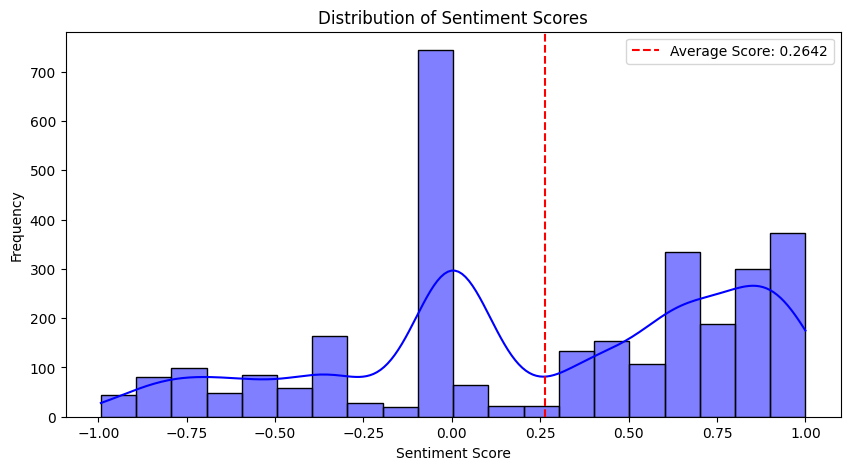 Distribution of Sentiment Scores
Average Score: 0.2642
Frequency
700
600
500
400
300
200
100
0
−1.00 −0.75 −0.50 −0.25 0.00 0.25 0.50 0.75 1.00
Sentiment Score